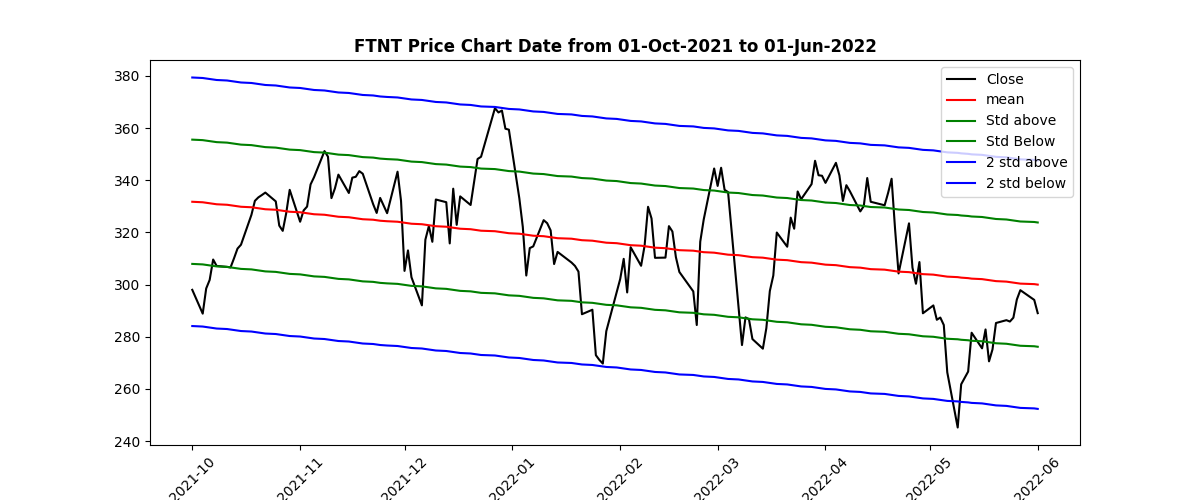 FTNT Price Chart Date from 01-Oct-2021 to 01-Jun-2022
380
360
340
320
300
280
260
240
Close
mean
Std above
Std Below
2 std above
2 std below
2021-10
2021-11
2021-12
2022-01
2022-02
2022-03
2022-04
2022-05
2022-06